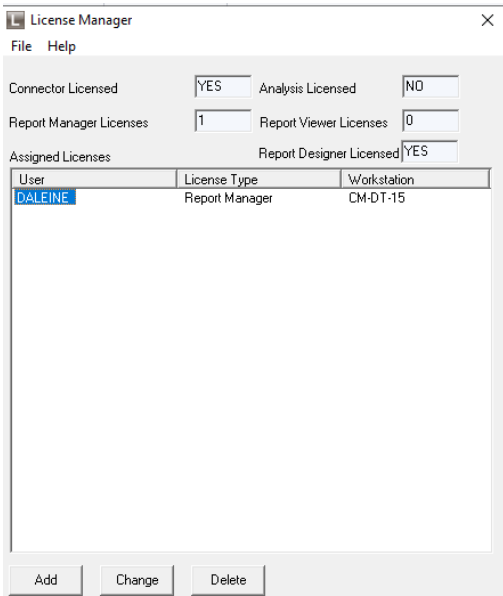 L License Manager
File Help
Connector Licensed YES Analysis Licensed NO
Report Manager Licenses 1 Report Viewer Licenses 0
Assigned Licenses Report Designer Licensed YES
User License Type Workstation
DALEINE Report Manager CM-DT-15
Add Change Delete